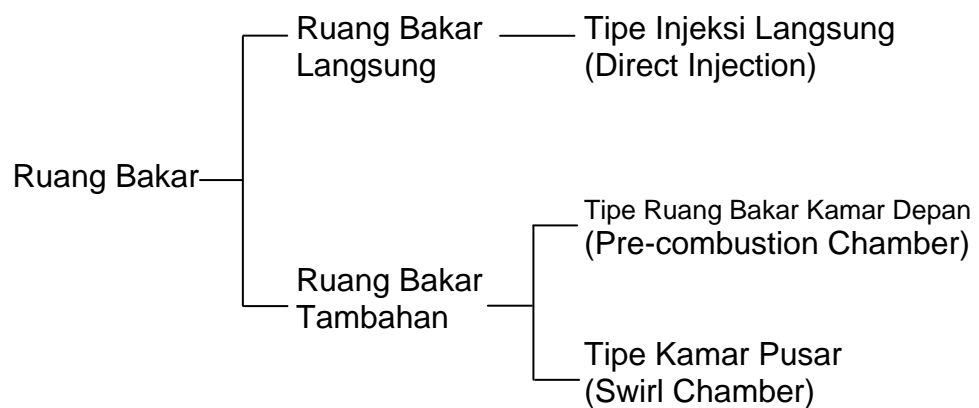 Ruang Bakar
Ruang Bakar
Langsung
Tipe Injeksi Langsung
(Direct Injection)
Ruang Bakar
Tambahan
Tipe Ruang Bakar Kamar Depan
(Pre-combustion Chamber)
Tipe Kamar Pusar
(Swirl Chamber)